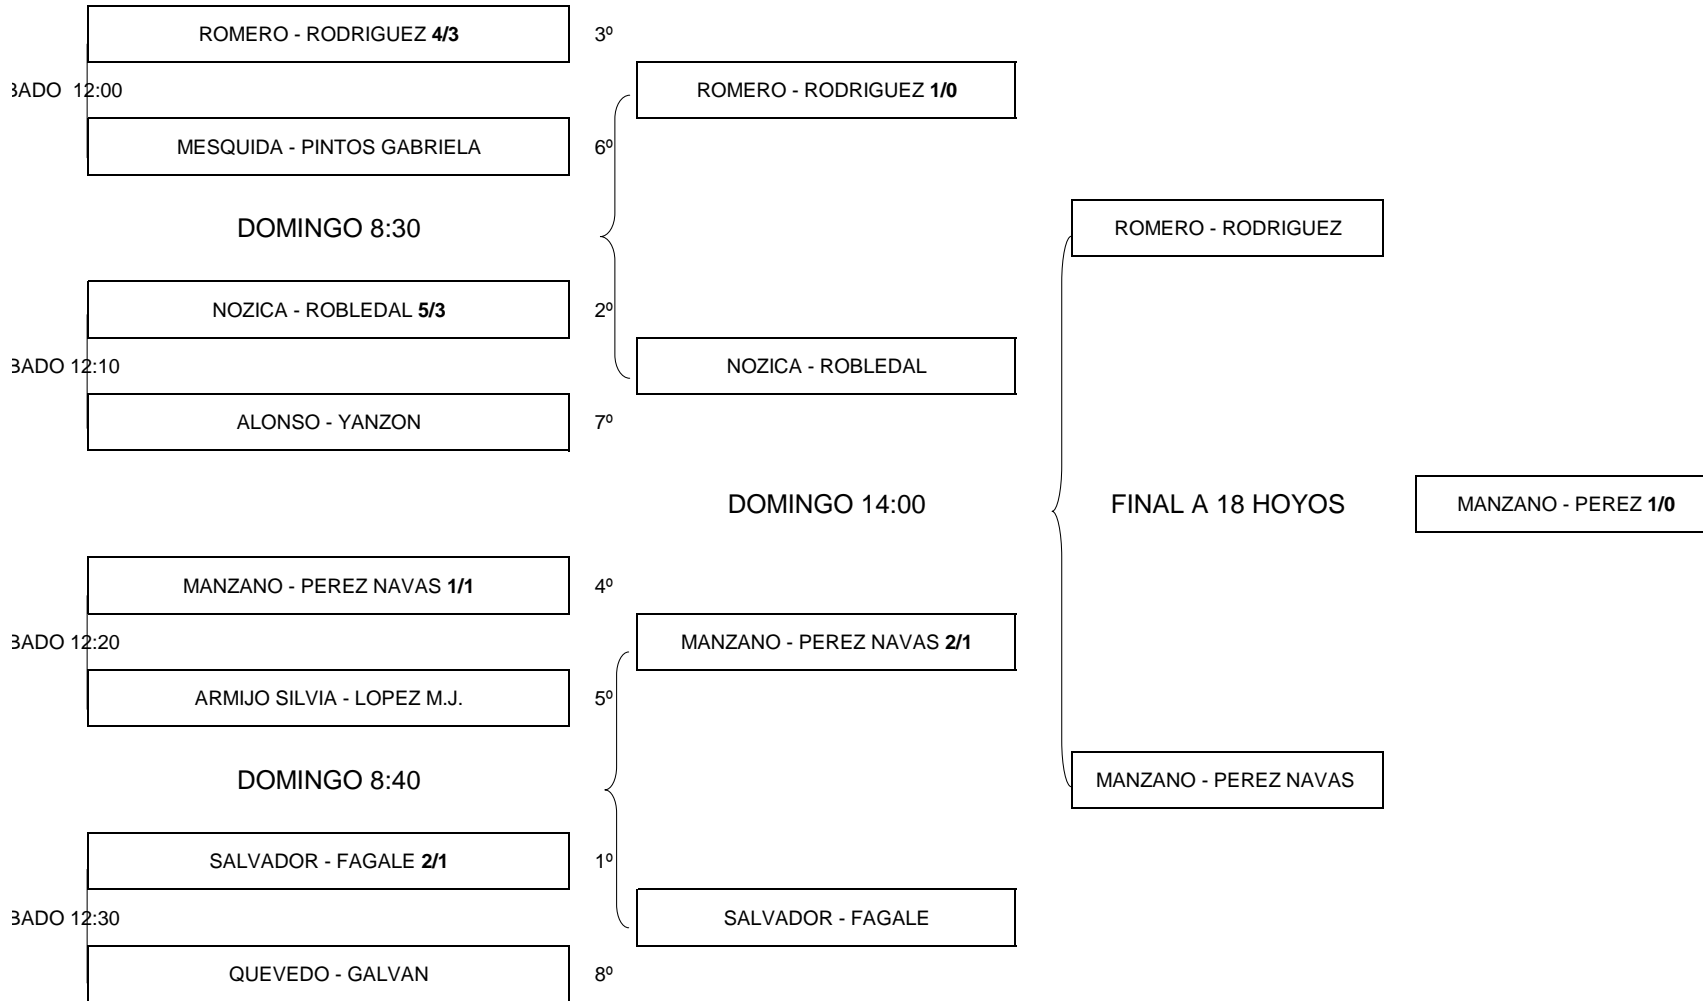 ROMERO - RODRIGUEZ 4/3 3º
BADO 12:00
ROMERO - RODRIGUEZ 1/0
MESQUIDA - PINTOS GABRIELA 6º
DOMINGO 8:30
ROMERO - RODRIGUEZ
NOZICA - ROBLEDAL 5/3 2º
BADO 12:10
NOZICA - ROBLEDAL
ALONSO - YANZON 7º
DOMINGO 14:00
FINAL A 18 HOYOS
MANZANO - PEREZ 1/0
MANZANO - PEREZ NAVAS 1/1 4º
BADO 12:20
MANZANO - PEREZ NAVAS 2/1
ARMIJO SILVIA - LOPEZ M.J. 5º
DOMINGO 8:40
MANZANO - PEREZ NAVAS
SALVADOR - FAGALE 2/1 1º
BADO 12:30
SALVADOR - FAGALE
QUEVEDO - GALVAN 8º